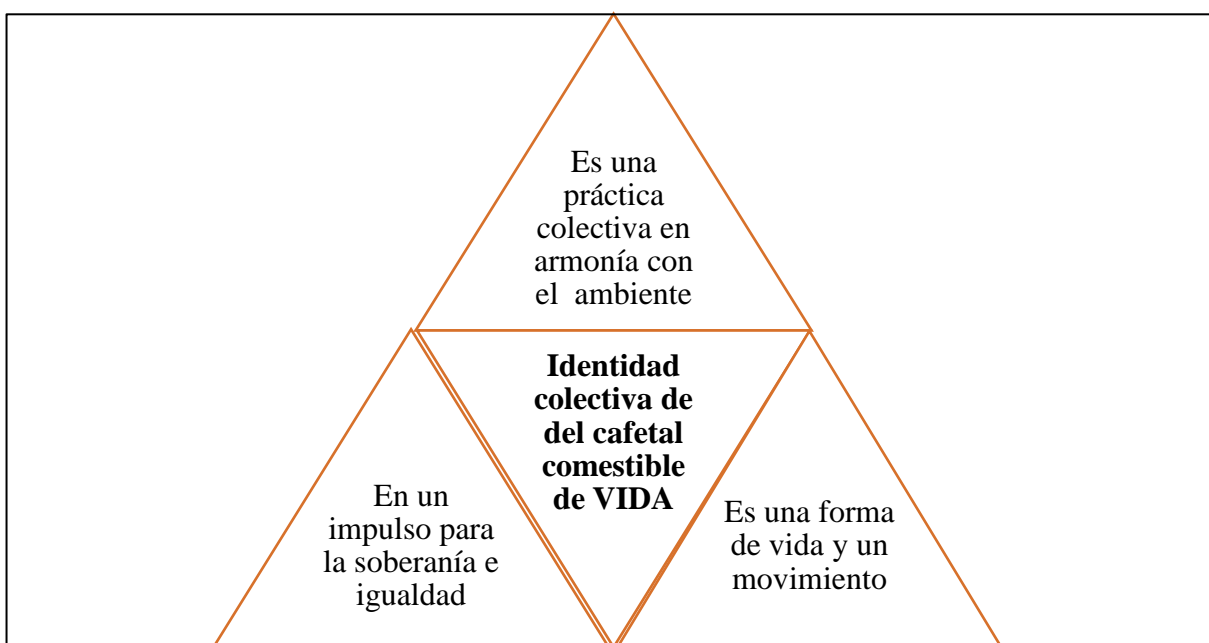 Es una
práctica
colectiva en
armonía con
el  ambiente
Identidad
colectiva de
del cafetal
comestible
de VIDA
En un
impulso para
la soberanía e
igualdad
Es una forma
de vida y un
movimiento